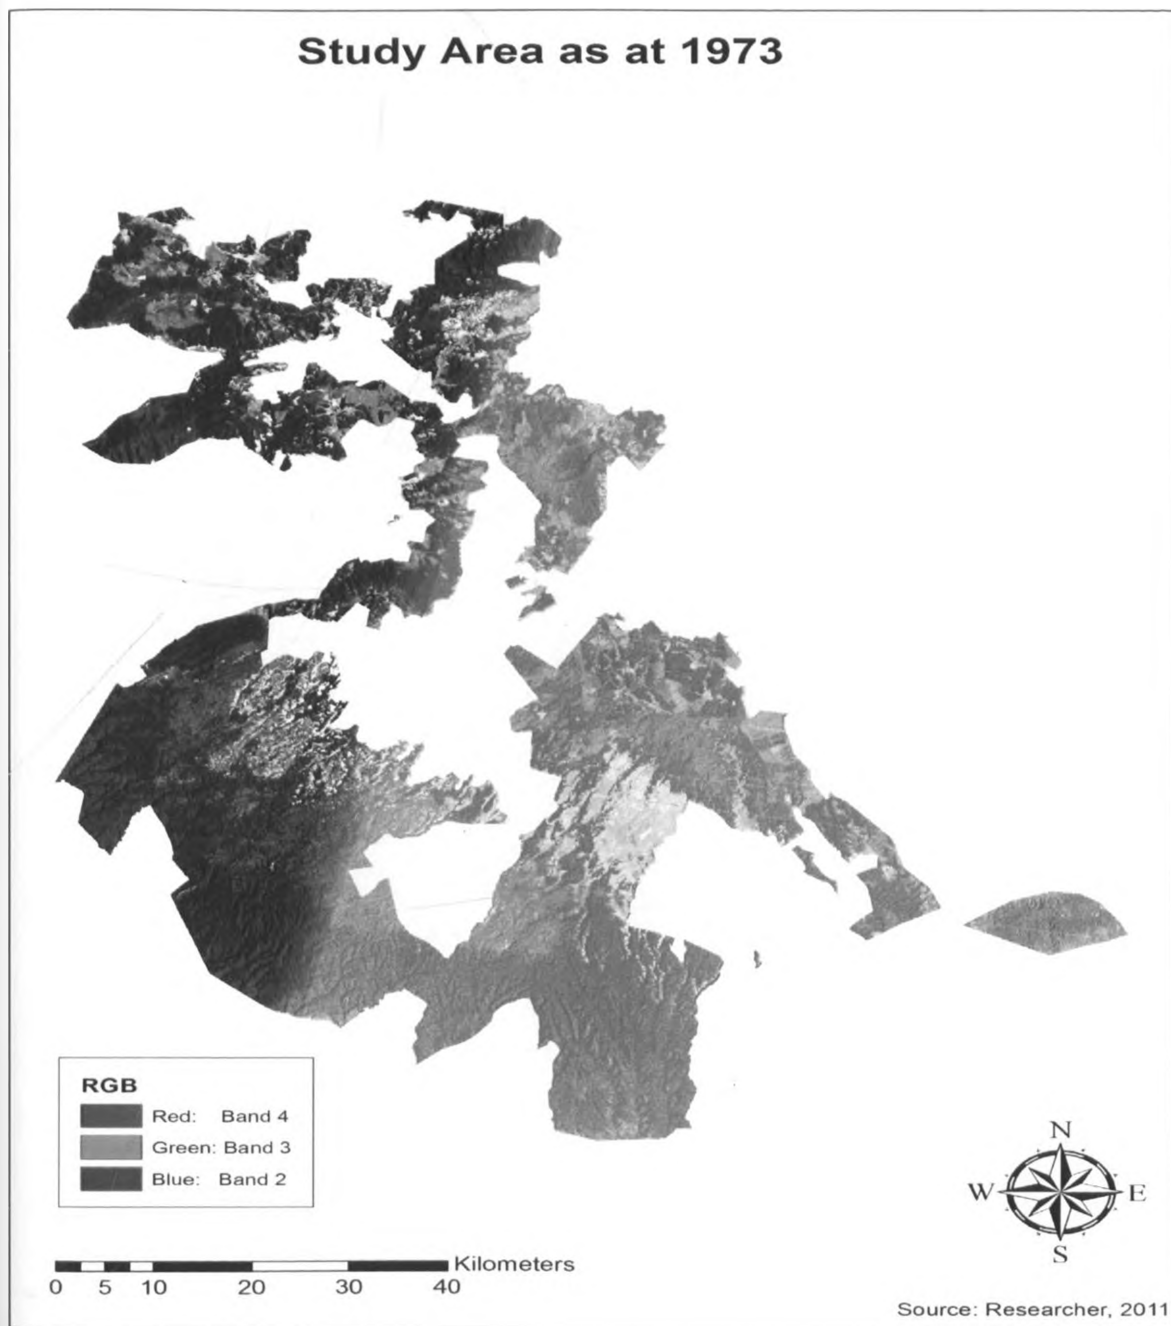 Study Area as at 1973
RGB
Red: Band 4
Green: Band 3
Blue: Band 2
N
W E
S
Kilometers
0 5 10 20 30 40
Source: Researcher, 2011